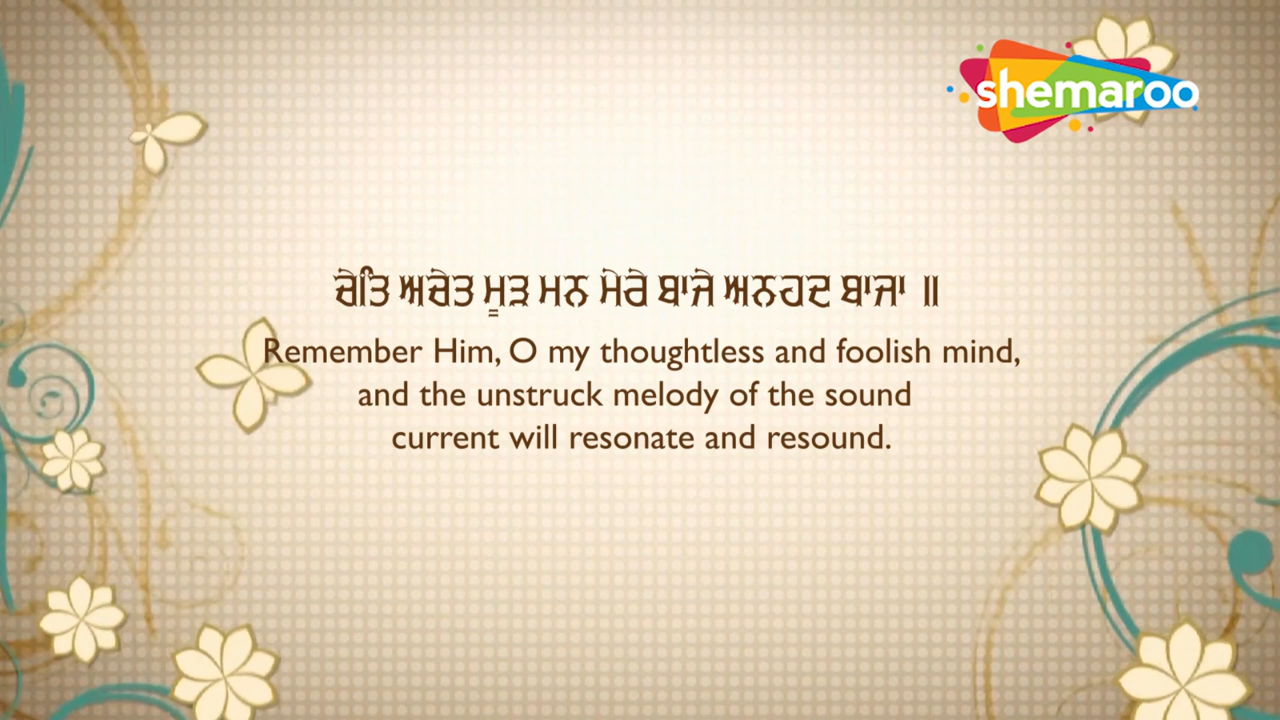 shemaroo
ਚੇਤਿ ਅਚੇਤ ਮੂੜ ਮਨ ਮੇਰੇ ਬਾਜੇ ਅਨਹਦ ਬਾਜਾ ॥
Remember Him, O my thoughtless and foolish mind,
and the unstruck melody of the sound
current will resonate and resound.